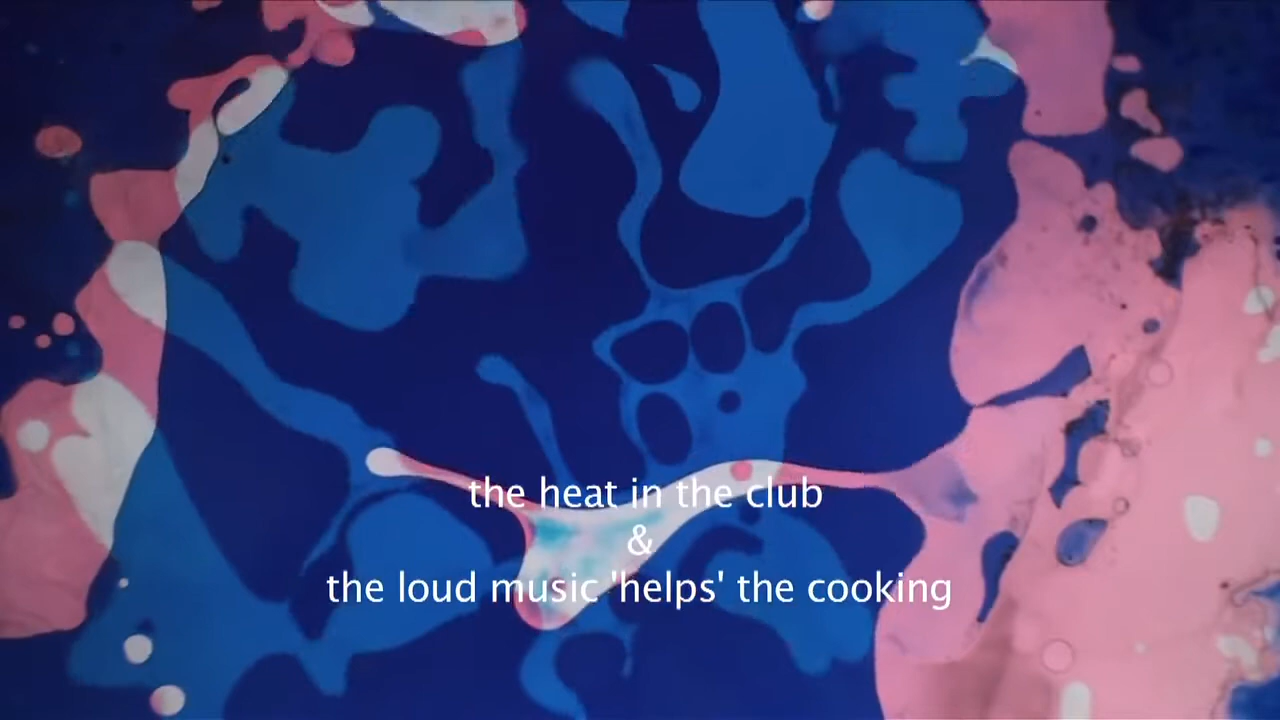 the heat in the club
&
the loud music 'helps' the cooking